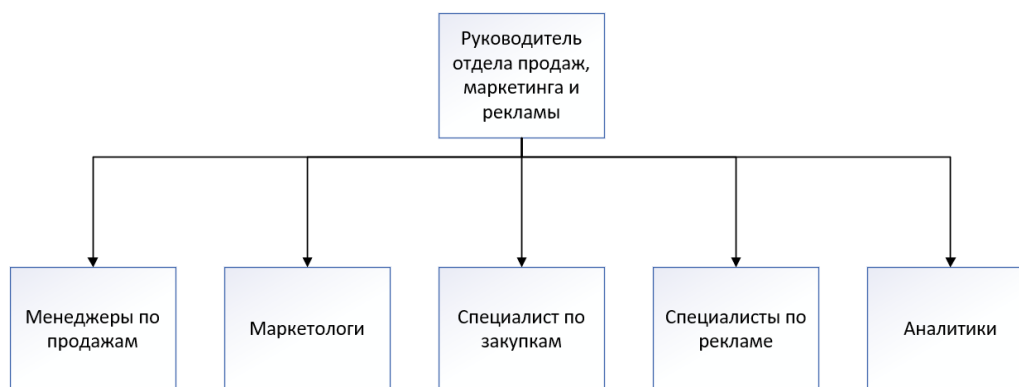 Руководитель
отдела продаж,
маркетинга и
рекламы
Менеджеры по
продажам
Маркетологи
Специалист по
закупкам
Специалисты по
рекламе
Аналитики